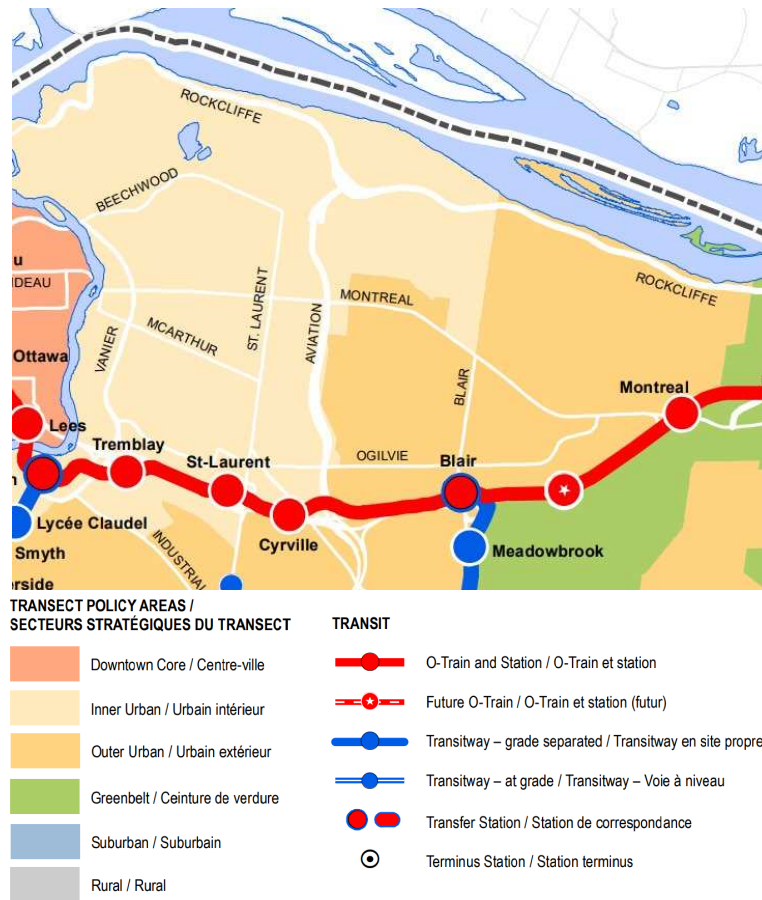 ROCKCLIFFE
BEECHWOOD
u
IDEAU
MONTREAL
ROCKCLIFFE
ST. LAURENT
AVIATION
MCARTHUR
VANIER
Ottawa
BLAIR
Montreal
Lees
Tremblay
St-Laurent
OGILVIE
Blair
n
Lycée Claudel
Cyrville
Meadowbrook
Smyth
INDUSTRIAL
erside
TRANSECT POLICY AREAS /
SECTEURS STRATÉGIQUES DU TRANSECT
Downtown Core / Centre-ville
Inner Urban / Urbain intérieur
Outer Urban / Urbain extérieur
Greenbelt / Ceinture de verdure
Suburban / Suburbain
Rural / Rural
TRANSIT
O-Train and Station / O-Train et station
Future O-Train / O-Train et station (futur)
Transitway – grade separated / Transitway en site propre
Transitway – at grade / Transitway – Voie à niveau
Transfer Station / Station de correspondance
Terminus Station / Station terminus